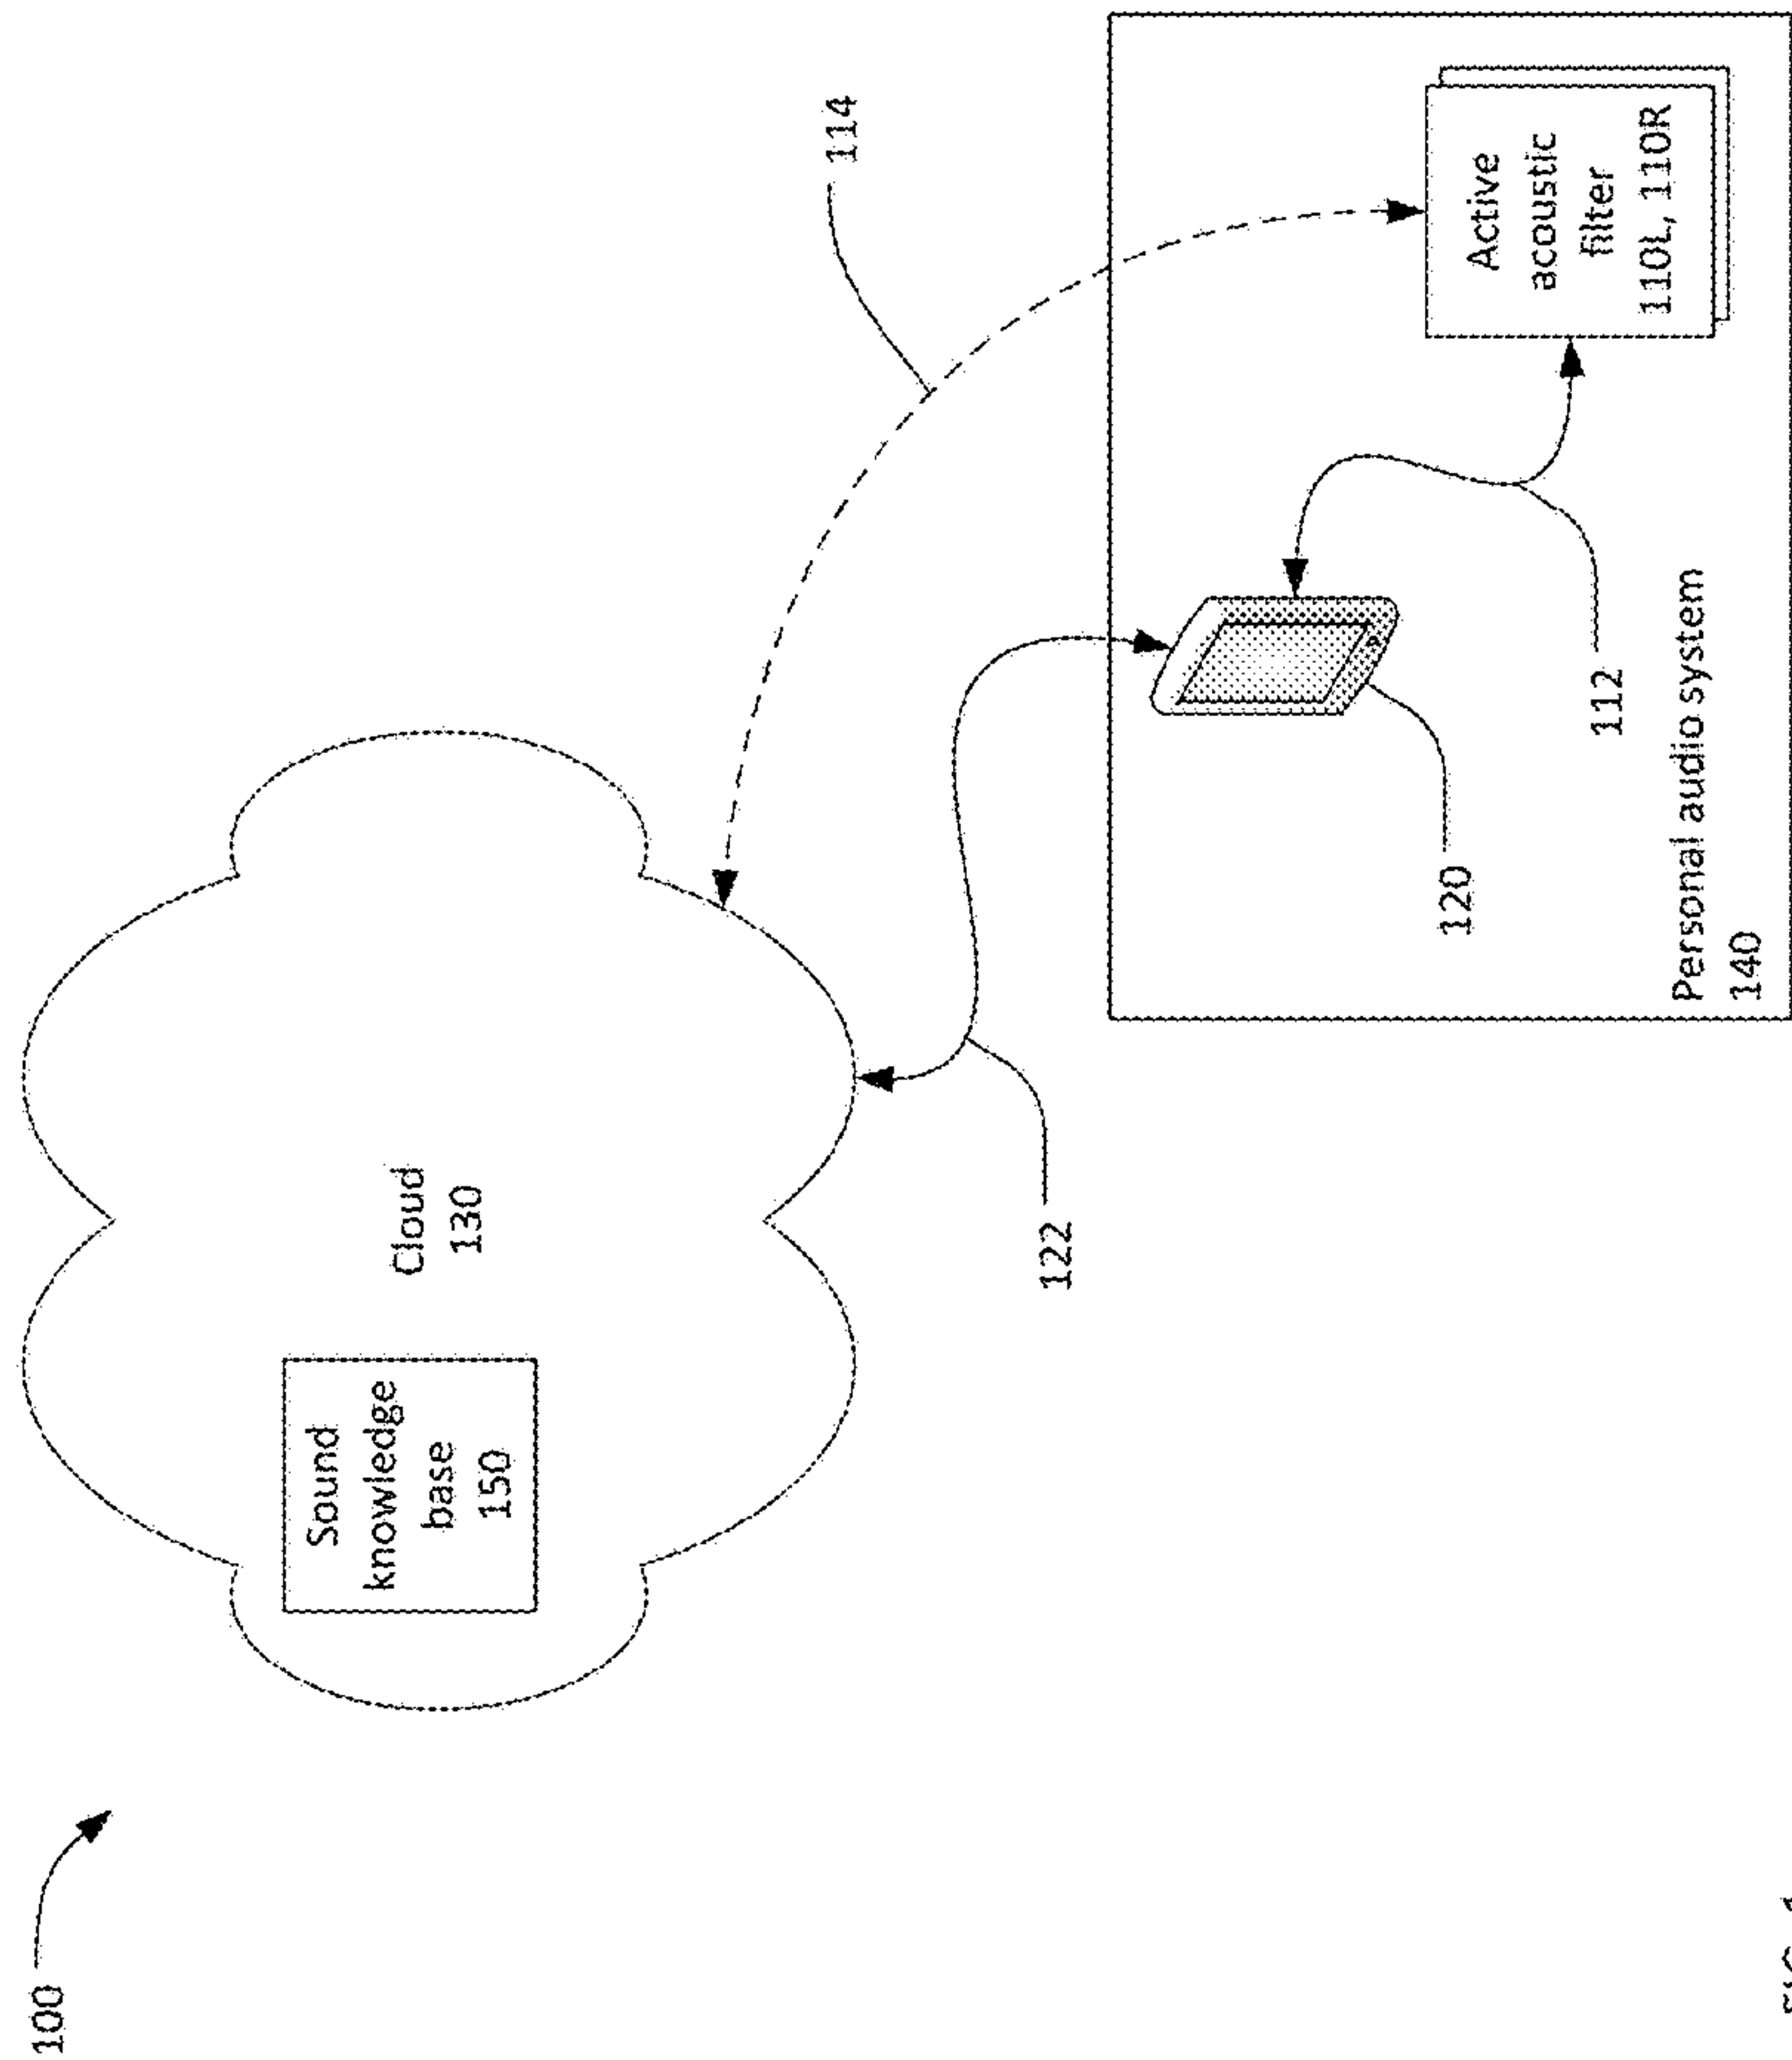 100
Sound
knowledge
base
150
Cloud
130
122
114
120
112
Active
acoustic
filter
110L, 110R
Personal audio system
140